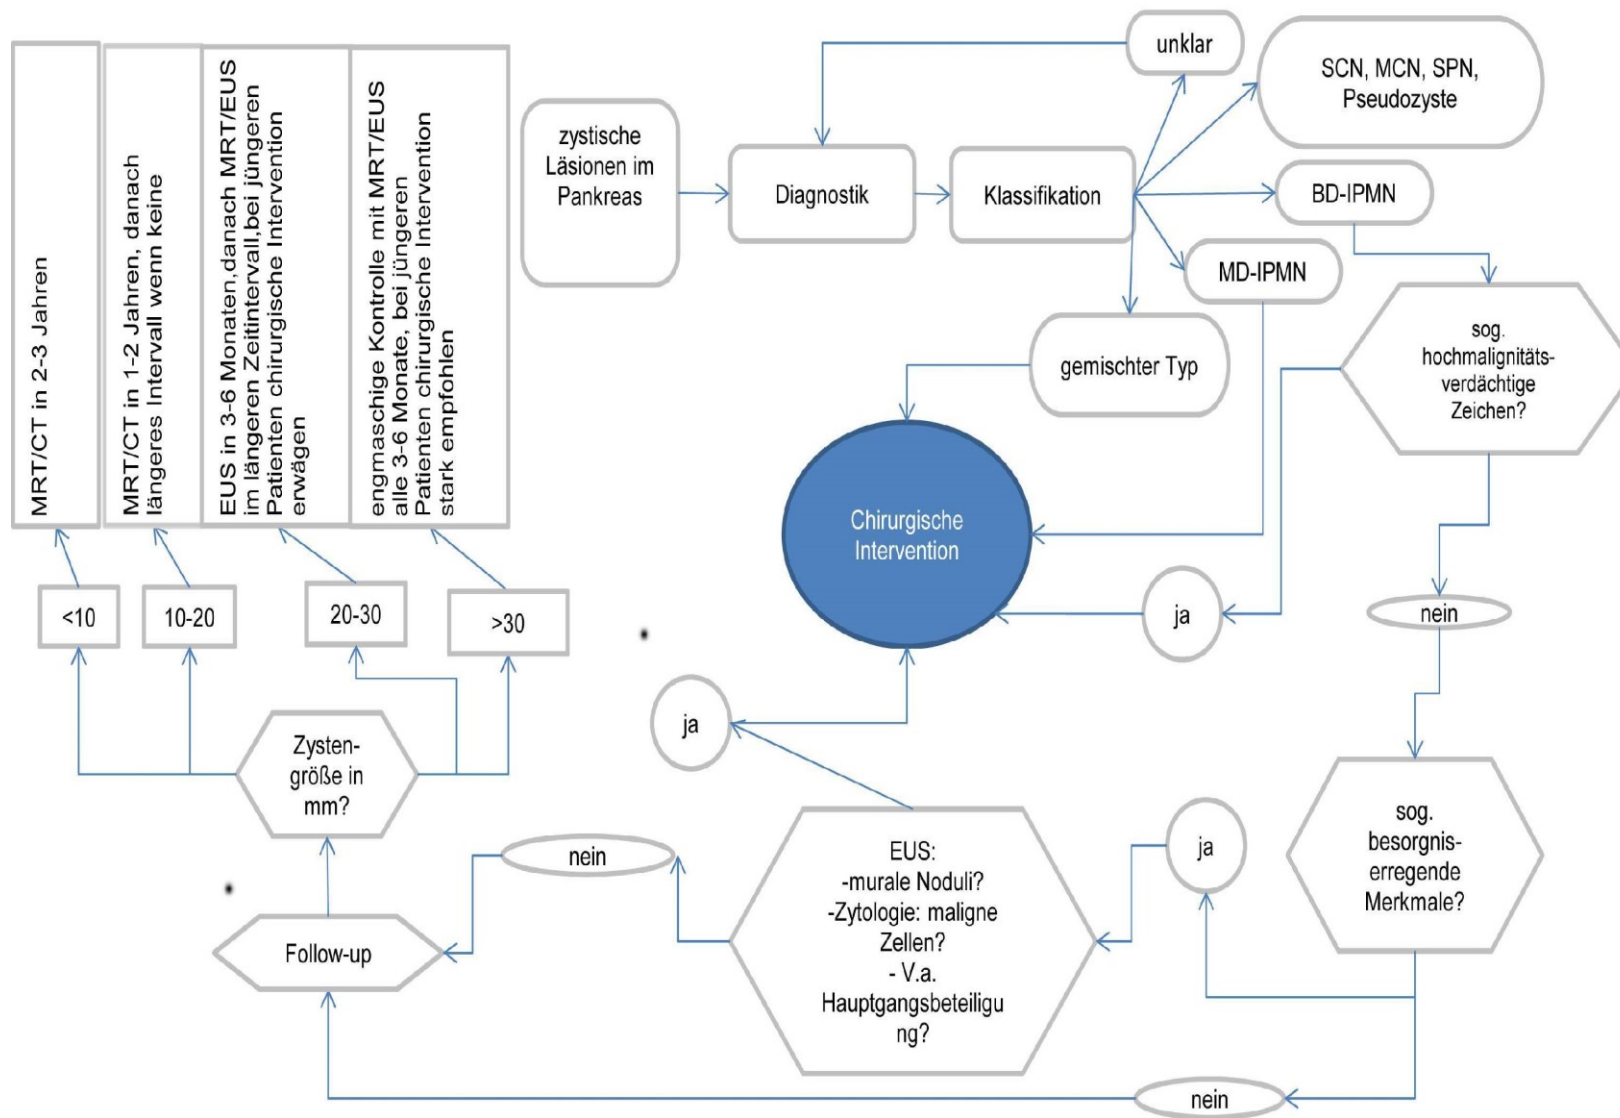 MRT/CT in 2-3 Jahren
MRT/CT in 1-2 Jahren, danach
längeres Intervall wenn keine
EUS in 3-6 Monaten,danach MRT/EUS
im längeren Zeitintervall,bei jüngeren
Patienten chirurgische Intervention
erwägen
engmaschige Kontrolle mit MRT/EUS
alle 3-6 Monate, bei jüngeren
Patienten chirurgische Intervention
stark empfohlen
zystische
Läsionen im
Pankreas
Diagnostik
Klassifikation
unklar
SCN, MCN, SPN,
Pseudozyste
BD-IPMN
MD-IPMN
gemischter Typ
sog.
hochmalignitäts-
verdächtige
Zeichen?
Chirurgische
Intervention
ja
nein
<10
10-20
20-30
>30
ja
Zysten-
größe in
mm?
sog.
besorgnis-
erregende
Merkmale?
ja
EUS:
-murale Noduli?
-Zytologie: maligne
Zellen?
- V.a.
Hauptgangsbeteiligu
ng?
nein
Follow-up
nein